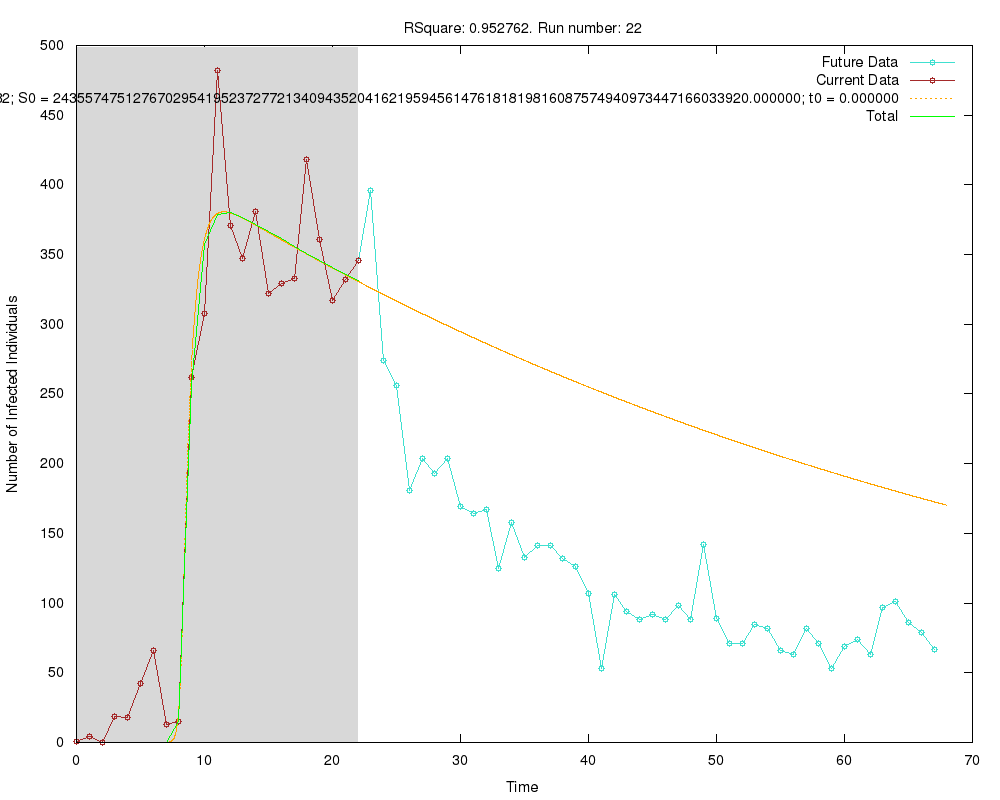 RSquare: 0.952762. Run number: 22
Number of Infected Individuals
500
450
400
350
300
250
200
150
100
50
0
Future Data
Current Data
S0 = 24355747512767029541952372772134094352041621959456147618181981608757494097344716603392​0.000000; t0 = 0.000000
Total
0
10
20
30
40
50
60
70
Time